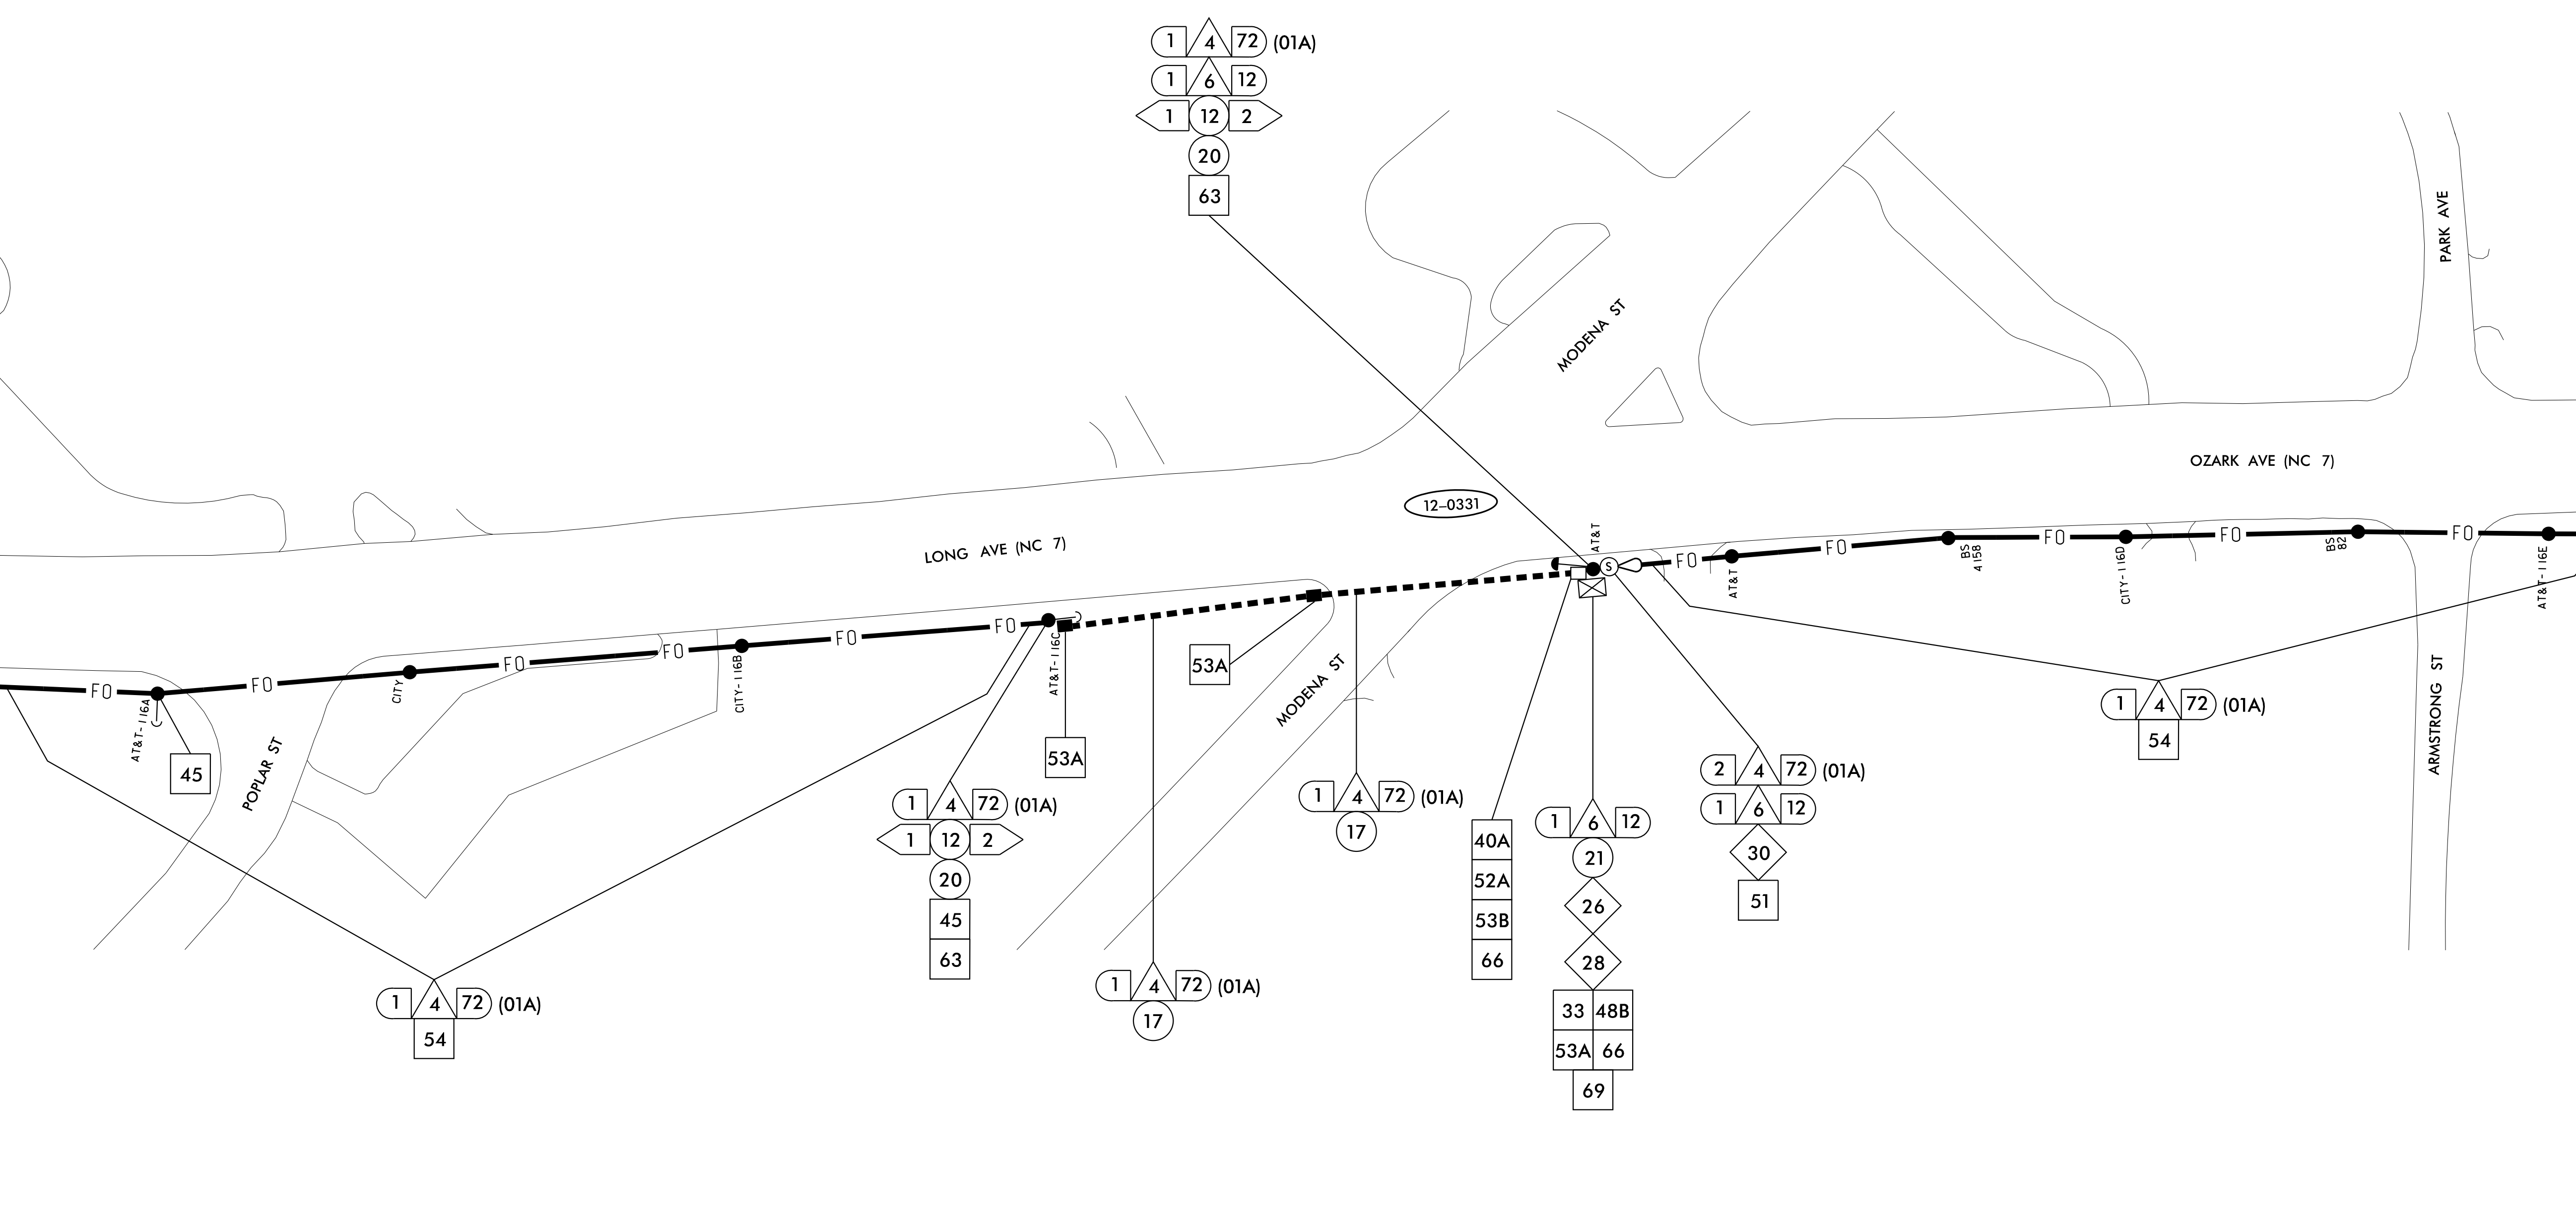 1 4 72 (01A)
1 6 12
1 12 2
20
63
PARK AVE
MODENA ST
OZARK AVE (NC 7)
12-0331
LONG AVE (NC 7)
AT&T
FO FO FO FO FO
AT&T
BS 4158
CITY-116D
BS 82
AT&T-116E
FO FO FO FO FO FO
AT&T-116A
CITY
CITY-116B
AT&T-116C
53A
MODENA ST
ARMSTRONG ST
1 4 72 (01A)
54
45
POPLAR ST
53A
2 4 72 (01A)
1 6 12
30
51
1 4 72 (01A)
17
1 4 72 (01A)
1 12 2
20
45
63
40A
52A
53B
66
1 6 12
21
26
28
33 48B
53A 66
69
1 4 72 (01A)
17
1 4 72 (01A)
54
S